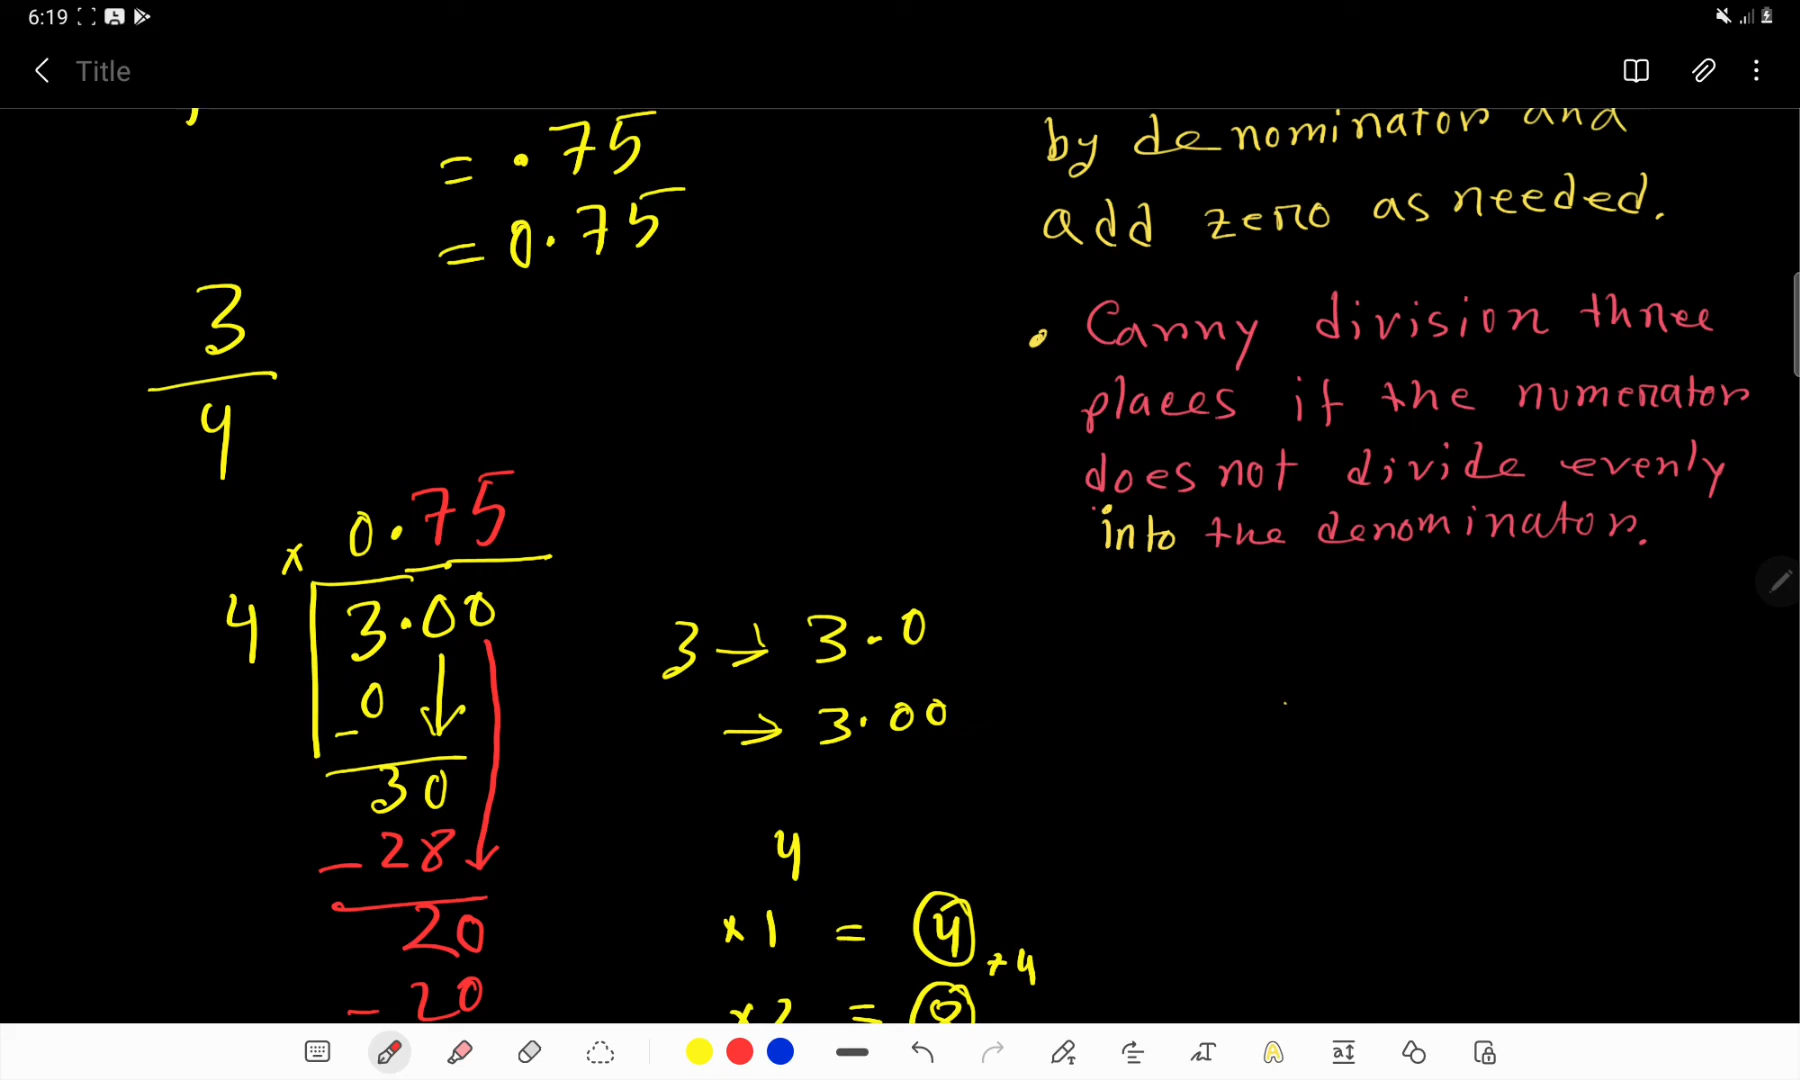 6:19
Title
= .75
= 0.75
3
4
by denominator and
add zero as needed.
• Carry division three
places if the numerator
does not divide evenly
into the denominator.
x 0.75
4 3.00
- 0
30
- 28
20
- 20
3 → 3.0
→ 3.00
4
x 1 = 4
+4
x 2 = 8